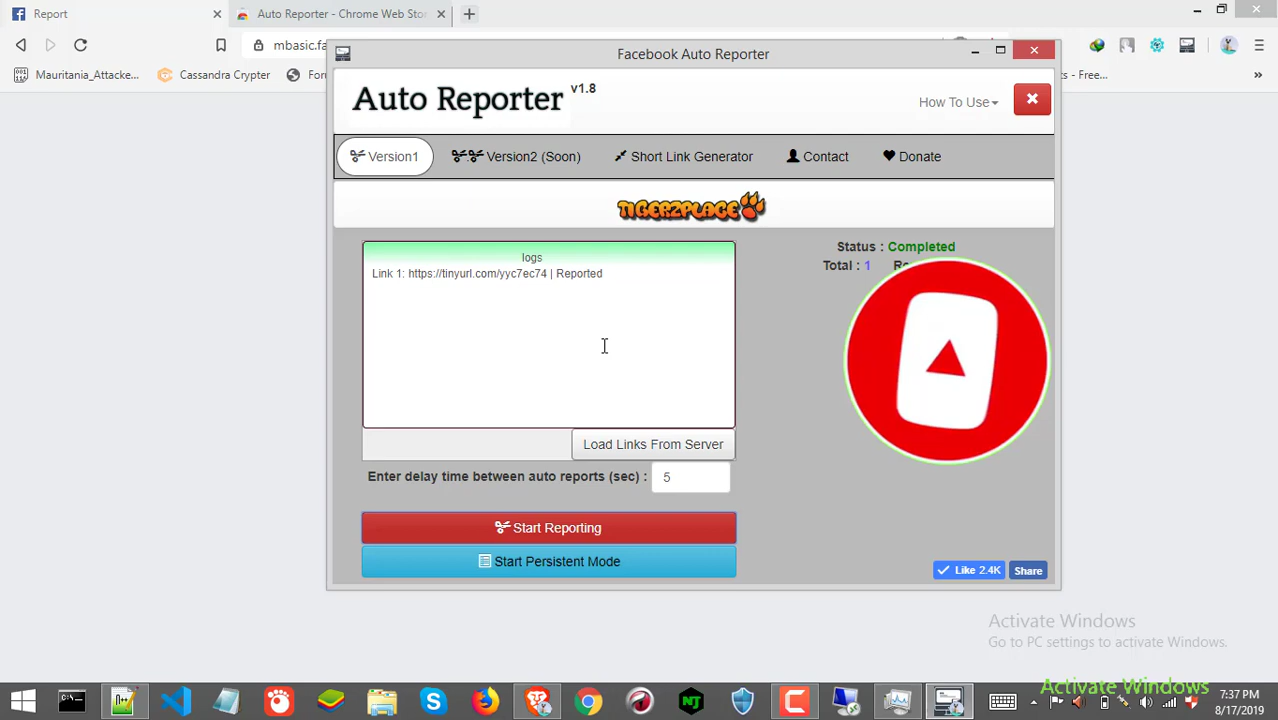 Report
Auto Reporter - Chrome Web Stor
mbasic.fa
Mauritania_Attacke...
Cassandra Crypter
For
s - Free...
Facebook Auto Reporter
Auto Reporter v1.8
How To Use
Version1
Version2 (Soon)
Short Link Generator
Contact
Donate
TIGERZPLACE
Status : Completed
Total : 1 Re
logs
Link 1: https://tinyurl.com/yyc7ec74 | Reported
Load Links From Server
Enter delay time between auto reports (sec) : 5
Start Reporting
Start Persistent Mode
Like 2.4K
Share
Activate Windows
Go to PC settings to activate Windows.
Activate Windows
7:37 PM
8/17/2019